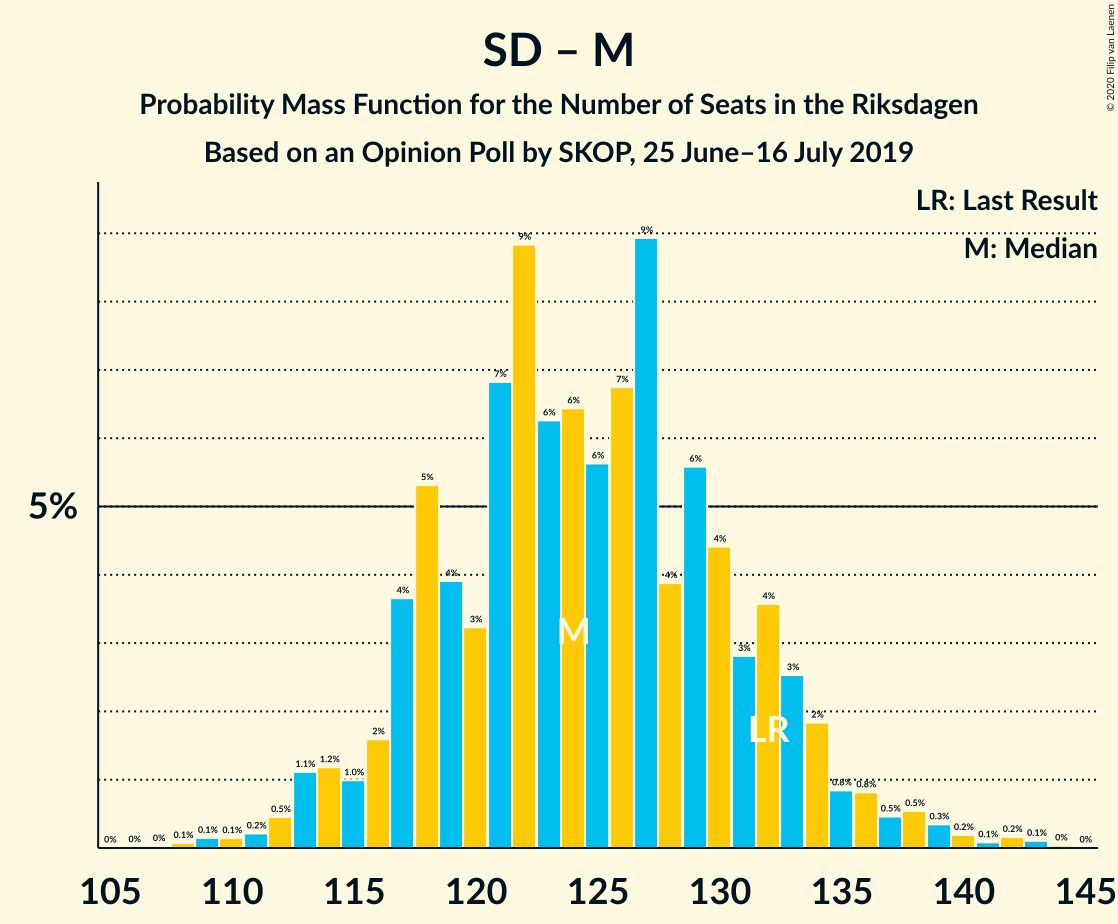 SD – M
Probability Mass Function for the Number of Seats in the Riksdagen
Based on an Opinion Poll by SKOP, 25 June–16 July 2019
© 2020 Filip van Laenen
LR: Last Result
M: Median
5%
0% 0% 0% 0.1% 0.1% 0.1% 0.2% 0.5% 1.1% 1.2% 1.0% 2% 4% 5% 4% 3% 7% 9% 6% 6% 6% 7% 9% 4% 6% 4% 3% 4% 3% 2% 0.8% 0.8% 0.5% 0.5% 0.3% 0.2% 0.1% 0.2% 0.1% 0% 0%
M
LR
105 110 115 120 125 130 135 140 145